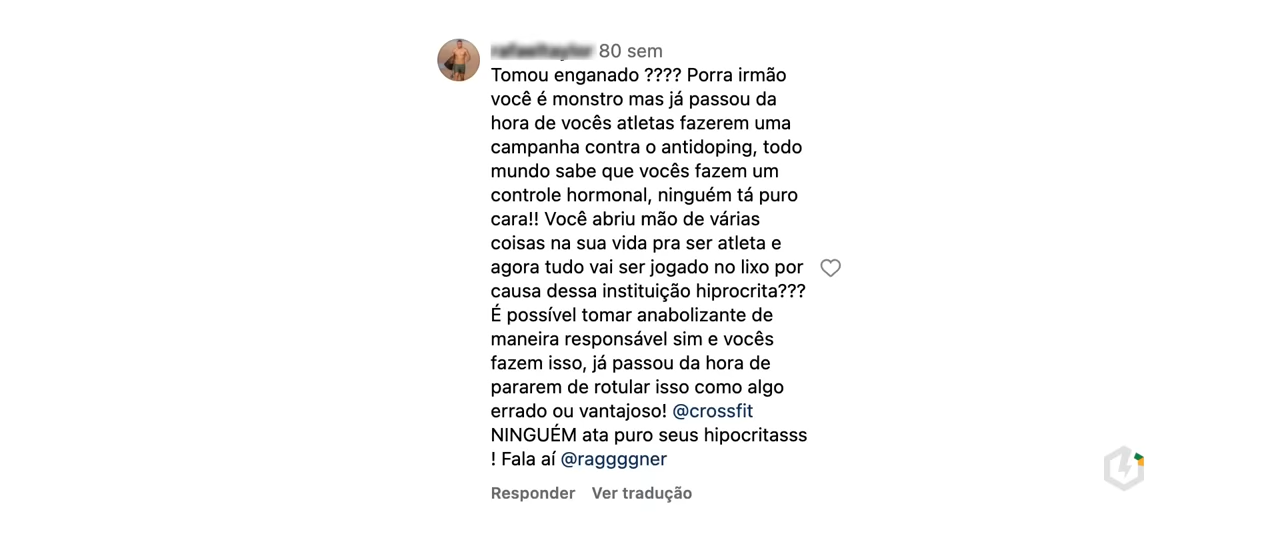 80 sem
Tomou enganado ???? Porra irmão
você é monstro mas já passou da
hora de vocês atletas fazerem uma
campanha contra o antidoping, todo
mundo sabe que vocês fazem um
controle hormonal, ninguém tá puro
cara!! Você abriu mão de várias
coisas na sua vida pra ser atleta e
agora tudo vai ser jogado no lixo por
causa dessa instituição hiprocrita???
É possível tomar anabolizante de
maneira responsável sim e vocês
fazem isso, já passou da hora de
pararem de rotular isso como algo
errado ou vantajoso! @crossfit
NINGUÉM ata puro seus hipocritasss
! Fala aí @raggggner
Responder Ver tradução